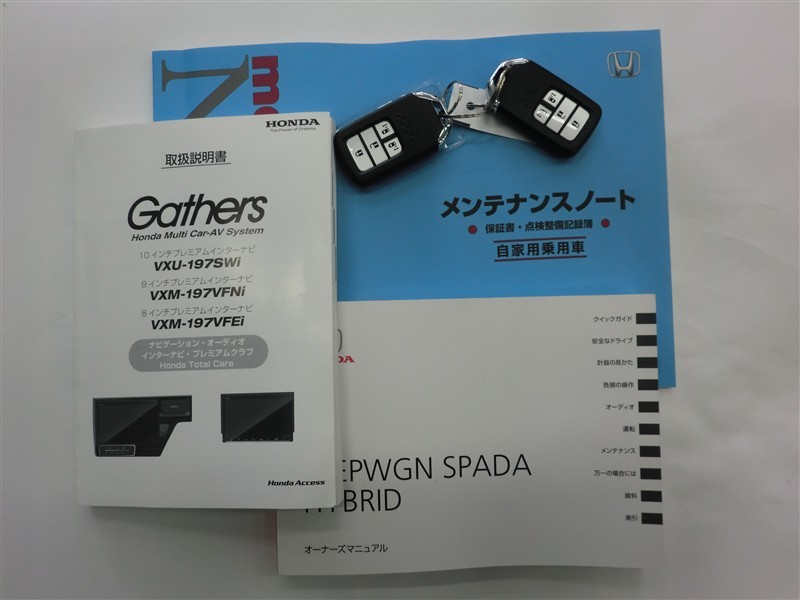 HONDA
The Power of Dreams
取扱説明書
Gathers
Honda Multi Car-AV System
10インチプレミアムインターナビ
VXU-197SWi
9インチプレミアムインターナビ
VXM-197VFNi
8インチプレミアムインターナビ
VXM-197VFEi
ナビゲーション・オーディオ
インターナビ・プレミアムクラブ
Honda Total Care
Honda Access
メンテナンスノート
保証書・点検整備記録簿
自家用乗用車
クイックガイド
安全なドライブ
計器の見かた
各部の操作
オーディオ
運転
メンテナンス
万一の場合には
資料
索引
EPWGN SPADA
HYBRID
オーナーズマニュアル